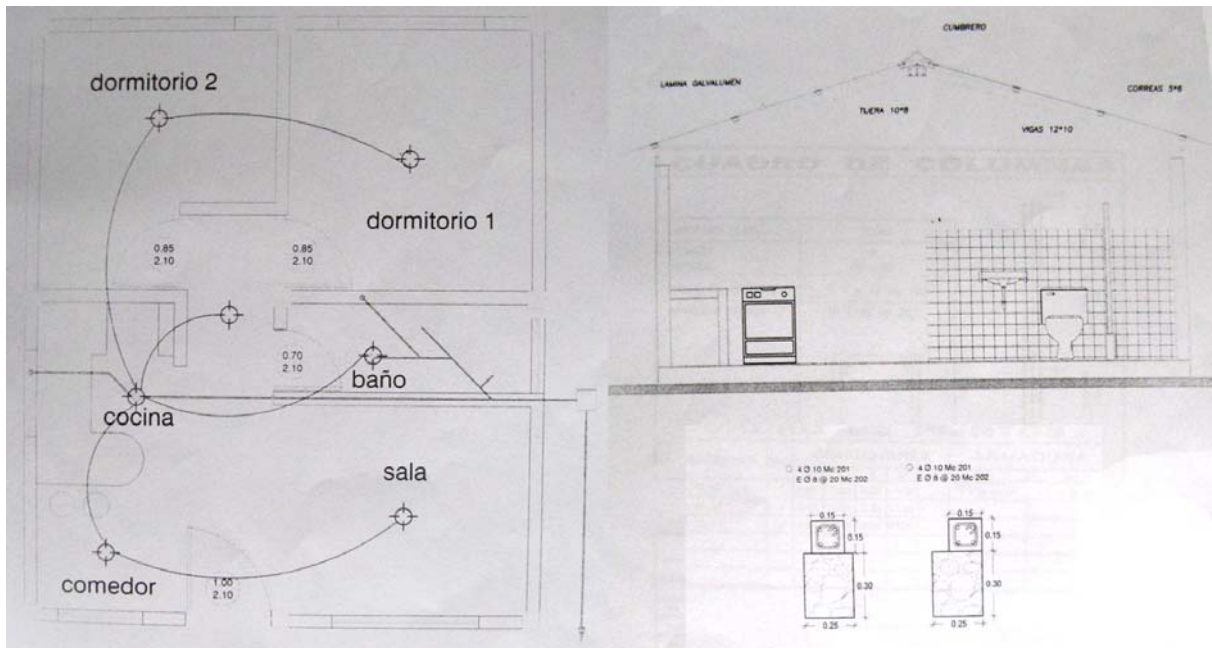 dormitorio 2
dormitorio 1
0.85
2.10
0.85
2.10
0.70
2.10
baño
cocina
sala
comedor
1.00
2.10
CUMBRERO
LAMINA GALVALUMEN
CORREAS 5*6
TIJERA 10*8
VIGAS 12*10
CUADRO DE COLUMNAS
4 Ø 10 Mc 201
E Ø 8 @ 20 Mc 202
4 Ø 10 Mc 201
E Ø 8 @ 20 Mc 202
0.15
0.15
0.30
0.25
0.15
0.15
0.30
0.25